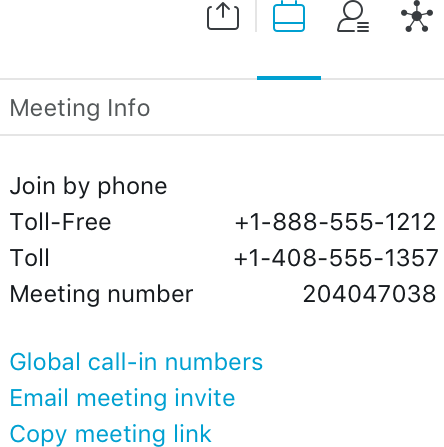 Meeting Info
Join by phone
Toll-Free +1-888-555-1212
Toll +1-408-555-1357
Meeting number 204047038
Global call-in numbers
Email meeting invite
Copy meeting link